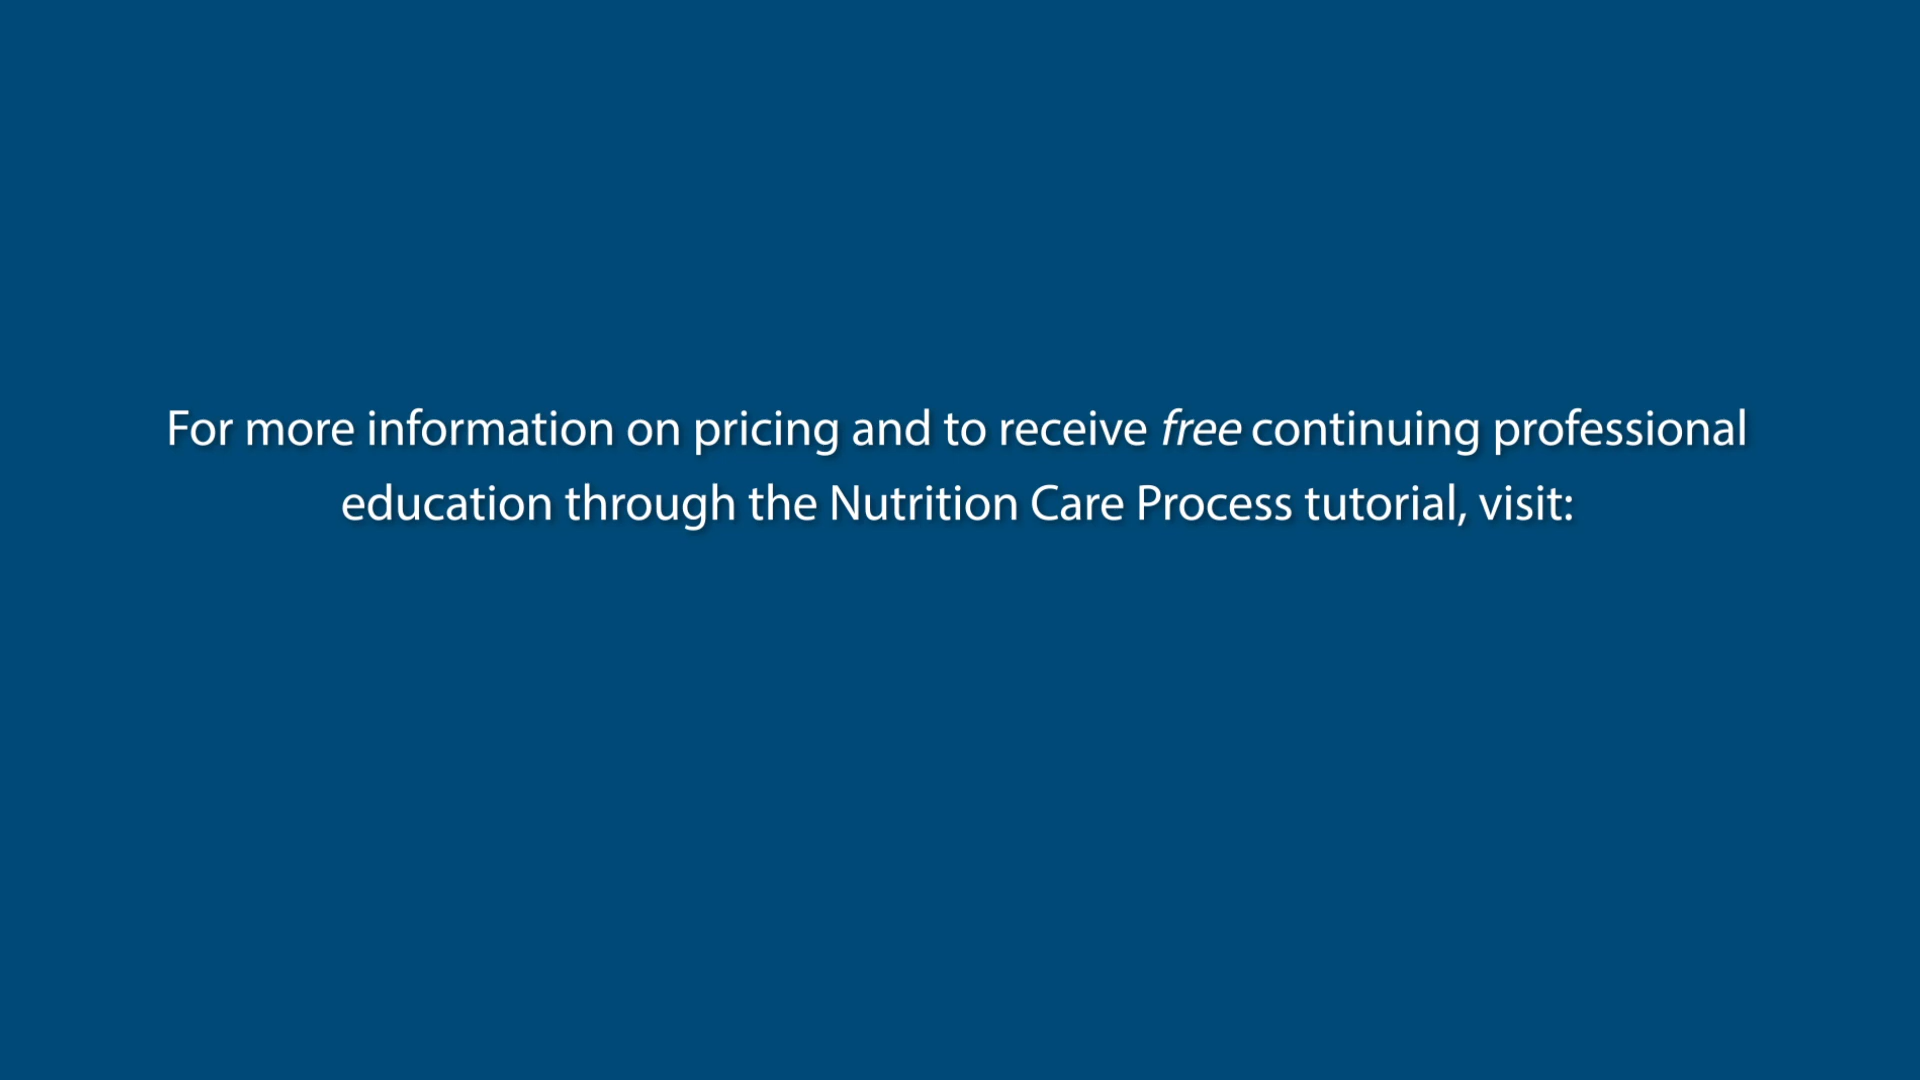 For more information on pricing and to receive free continuing professional
education through the Nutrition Care Process tutorial, visit: